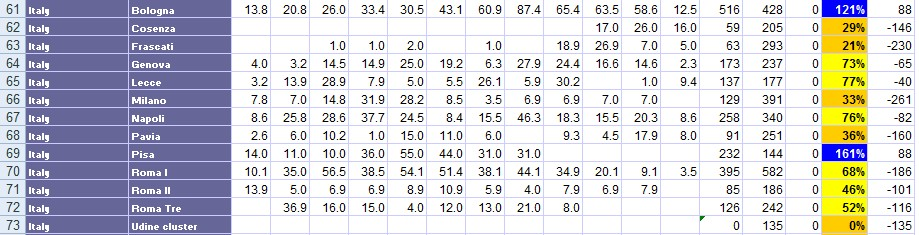 61 Italy Bologna 13.8 20.8 26.0 33.4 30.5 43.1 60.9 87.4 65.4 63.5 58.6 12.5 516 428 0 121% 88
62 Italy Cosenza 17.0 26.0 16.0 59 205 0 29% -146
63 Italy Frascati 1.0 1.0 2.0 1.0 18.9 26.9 7.0 5.0 63 293 0 21% -230
64 Italy Genova 4.0 3.2 14.5 14.9 25.0 19.2 6.3 27.9 24.4 16.6 14.6 2.3 173 237 0 73% -65
65 Italy Lecce 3.2 13.9 28.9 7.9 5.0 5.5 26.1 5.9 30.2 1.0 9.4 137 177 0 77% -40
66 Italy Milano 7.8 7.0 14.8 31.9 28.2 8.5 3.5 6.9 6.9 7.0 7.0 129 391 0 33% -261
67 Italy Napoli 8.6 25.8 28.6 37.7 24.5 8.4 15.5 46.3 18.3 15.5 20.3 8.6 258 340 0 76% -82
68 Italy Pavia 2.6 6.0 10.2 1.0 15.0 11.0 6.0 9.3 4.5 17.9 8.0 91 251 0 36% -160
69 Italy Pisa 14.0 11.0 10.0 36.0 55.0 44.0 31.0 31.0 232 144 0 161% 88
70 Italy Roma I 10.1 35.0 56.5 38.5 54.1 51.4 38.1 44.1 34.9 20.1 9.1 3.5 395 582 0 68% -186
71 Italy Roma II 13.9 5.0 6.9 6.9 8.9 10.9 5.9 4.0 7.9 6.9 7.9 85 186 0 46% -101
72 Italy Roma Tre 36.9 16.0 15.0 4.0 12.0 13.0 21.0 8.0 126 242 0 52% -116
73 Italy Udine cluster 0 135 0 0% -135